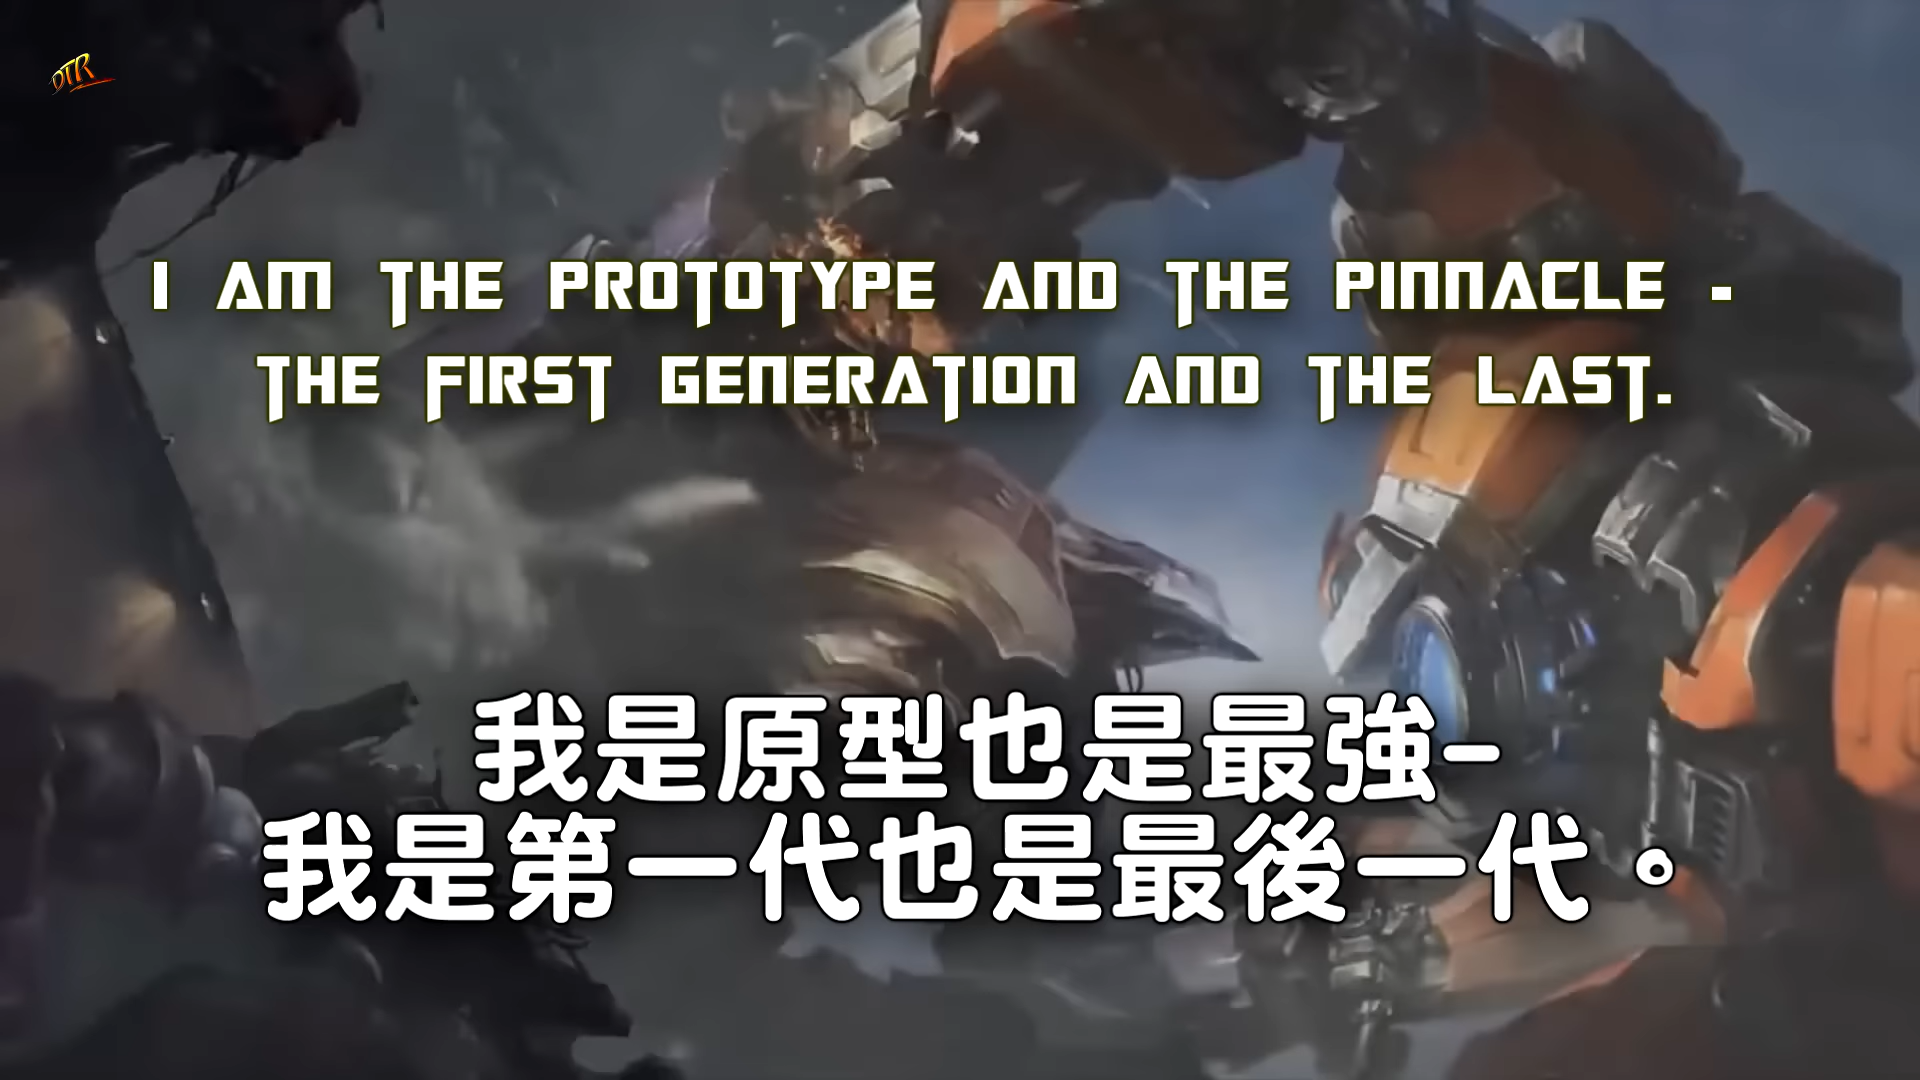 DTR
I AM THE PROTOTYPE AND THE PINNACLE -
THE FIRST GENERATION AND THE LAST.
我是原型也是最強-
我是第一代也是最後一代。